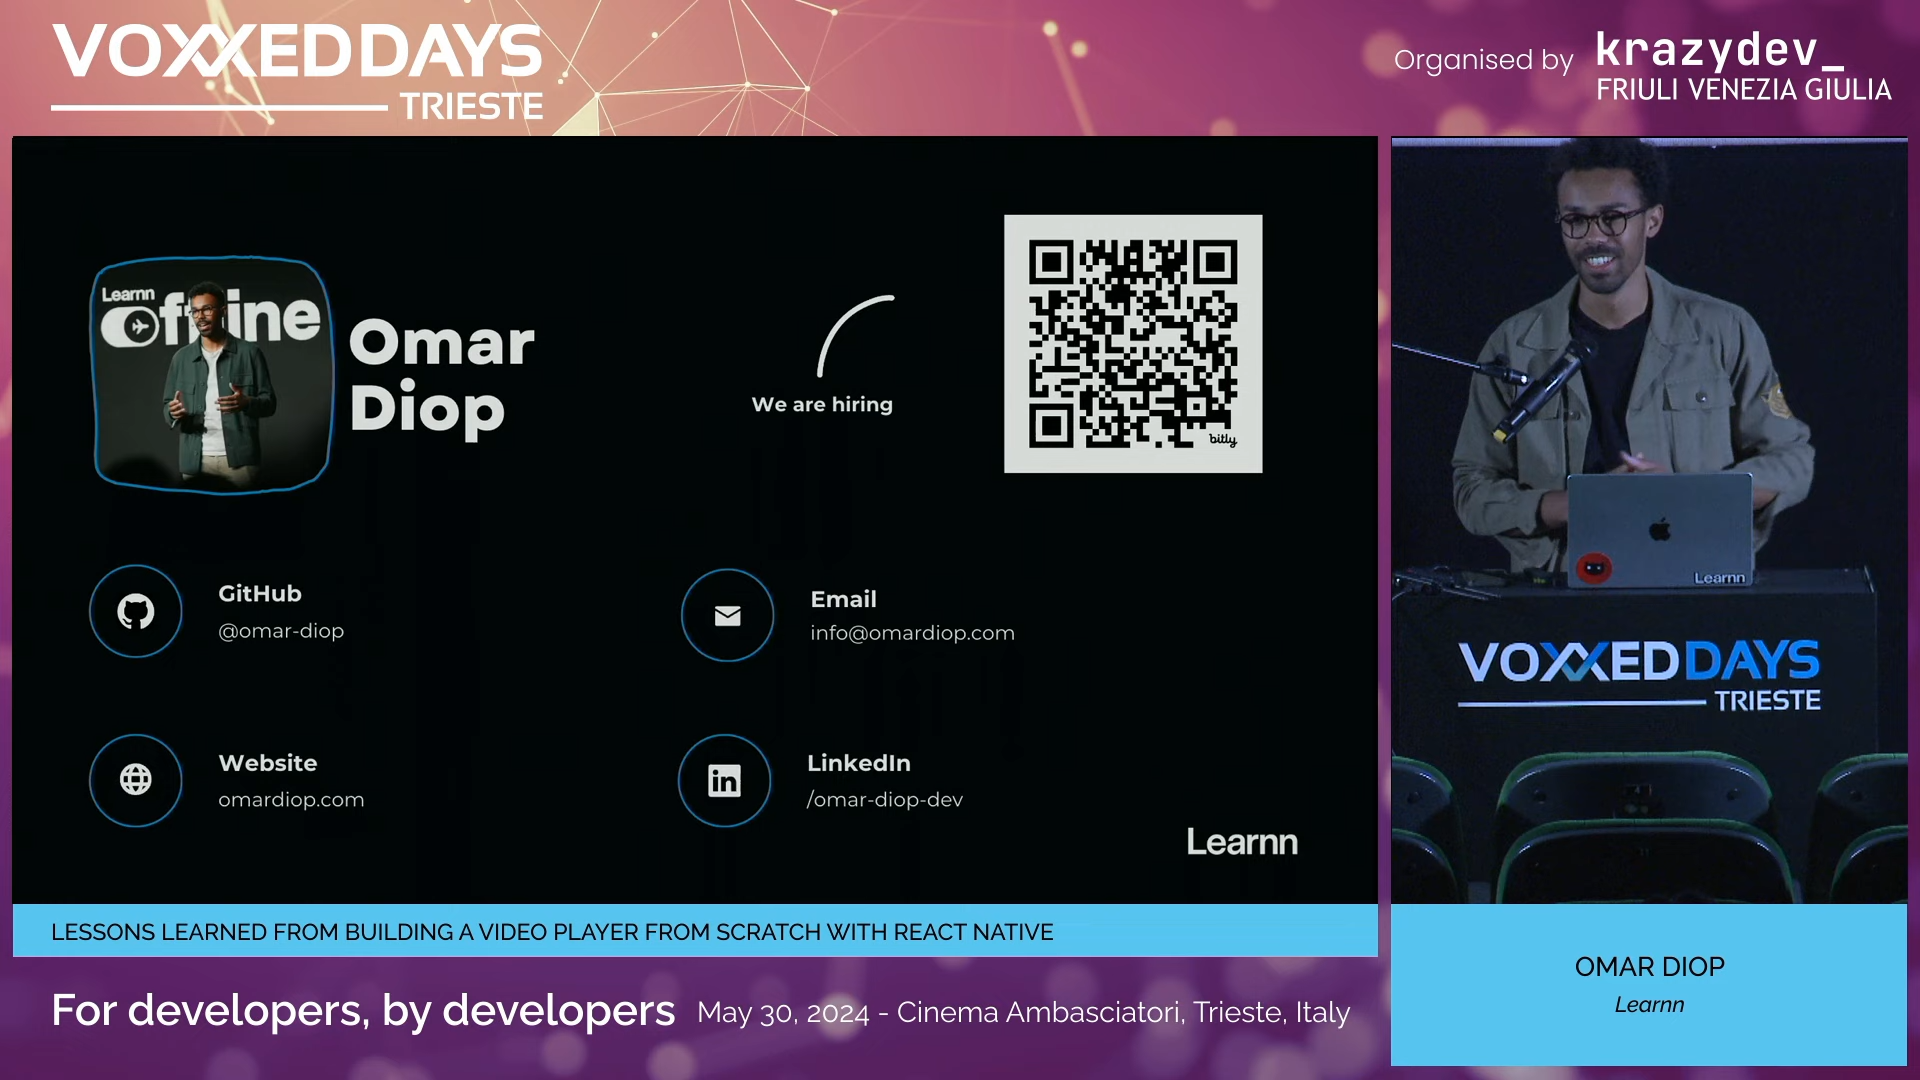 VOXXEDDAYS
TRIESTE
Organised by
krazydev_
FRIULI VENEZIA GIULIA
Learnn
Offline
Omar
Diop
We are hiring
bitly
GitHub
@omar-diop
Email
info@omardiop.com
Website
omardiop.com
LinkedIn
/omar-diop-dev
Learnn
Learnn
VOXXEDDAYS
TRIESTE
LESSONS LEARNED FROM BUILDING A VIDEO PLAYER FROM SCRATCH WITH REACT NATIVE
OMAR DIOP
Learnn
For developers, by developers May 30, 2024 - Cinema Ambasciatori, Trieste, Italy